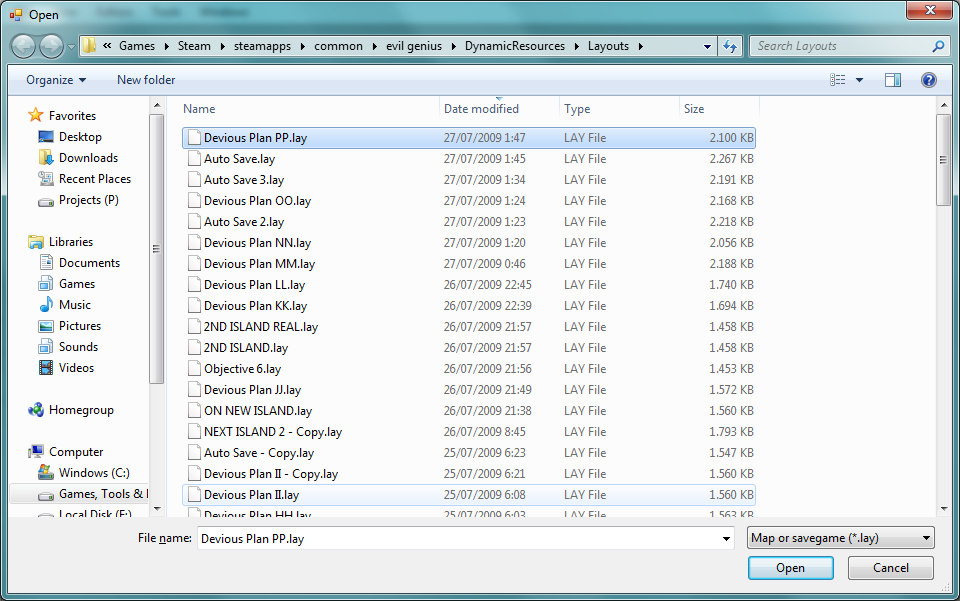 Open
« Games ▸ Steam ▸ steamapps ▸ common ▸ evil genius ▸ DynamicResources ▸ Layouts ▸ Search Layouts
Organize New folder
Favorites
Desktop
Downloads
Recent Places
Projects (P)
Libraries
Documents
Games
Music
Pictures
Sounds
Videos
Homegroup
Computer
Windows (C:)
Games, Tools &
Local Disk (F:)
Name Date modified Type Size
Devious Plan PP.lay 27/07/2009 1:47 LAY File 2.100 KB
Auto Save.lay 27/07/2009 1:45 LAY File 2.267 KB
Auto Save 3.lay 27/07/2009 1:34 LAY File 2.191 KB
Devious Plan OO.lay 27/07/2009 1:24 LAY File 2.168 KB
Auto Save 2.lay 27/07/2009 1:23 LAY File 2.218 KB
Devious Plan NN.lay 27/07/2009 1:20 LAY File 2.056 KB
Devious Plan MM.lay 27/07/2009 0:46 LAY File 2.188 KB
Devious Plan LL.lay 26/07/2009 22:45 LAY File 1.740 KB
Devious Plan KK.lay 26/07/2009 22:39 LAY File 1.694 KB
2ND ISLAND REAL.lay 26/07/2009 21:57 LAY File 1.458 KB
2ND ISLAND.lay 26/07/2009 21:57 LAY File 1.458 KB
Objective 6.lay 26/07/2009 21:56 LAY File 1.453 KB
Devious Plan JJ.lay 26/07/2009 21:49 LAY File 1.572 KB
ON NEW ISLAND.lay 26/07/2009 21:38 LAY File 1.560 KB
NEXT ISLAND 2 - Copy.lay 26/07/2009 8:45 LAY File 1.793 KB
Auto Save - Copy.lay 25/07/2009 6:23 LAY File 1.547 KB
Devious Plan II - Copy.lay 25/07/2009 6:21 LAY File 1.560 KB
Devious Plan II.lay 25/07/2009 6:08 LAY File 1.560 KB
Devious Plan HH.lay 25/07/2009 6:03 LAY File 1.563 KB
File name: Devious Plan PP.lay Map or savegame (*.lay)
Open Cancel